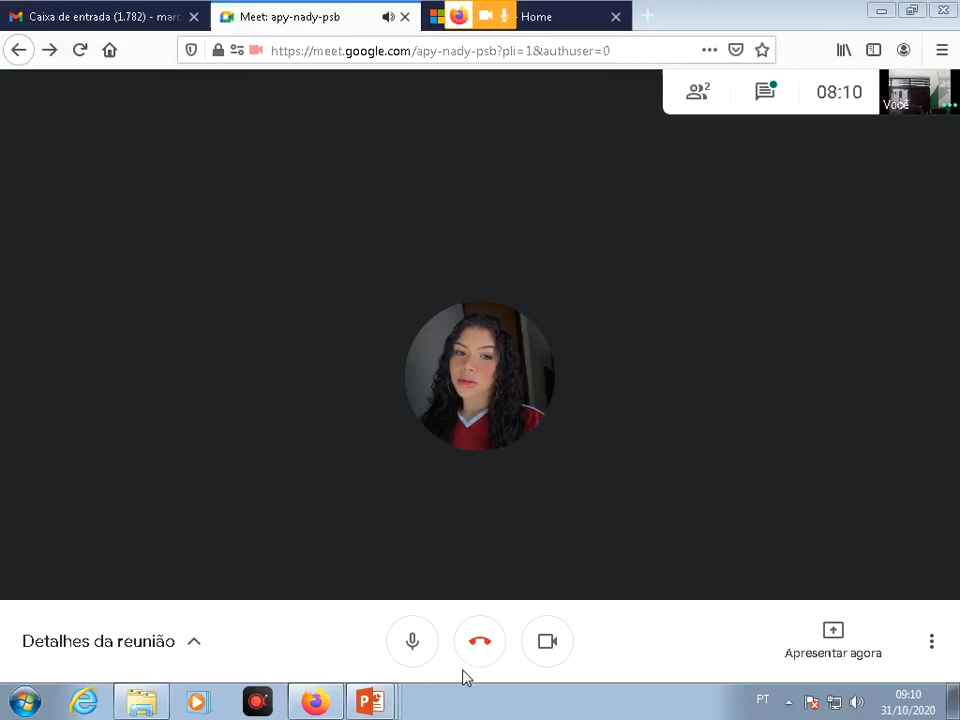 Caixa de entrada (1.782) - marc
Meet: apy-nady-psb
Home
https://meet.google.com/apy-nady-psb?pli=1&authuser=0
2
08:10
Você
Detalhes da reunião
Apresentar agora
PT
09:10
31/10/2020